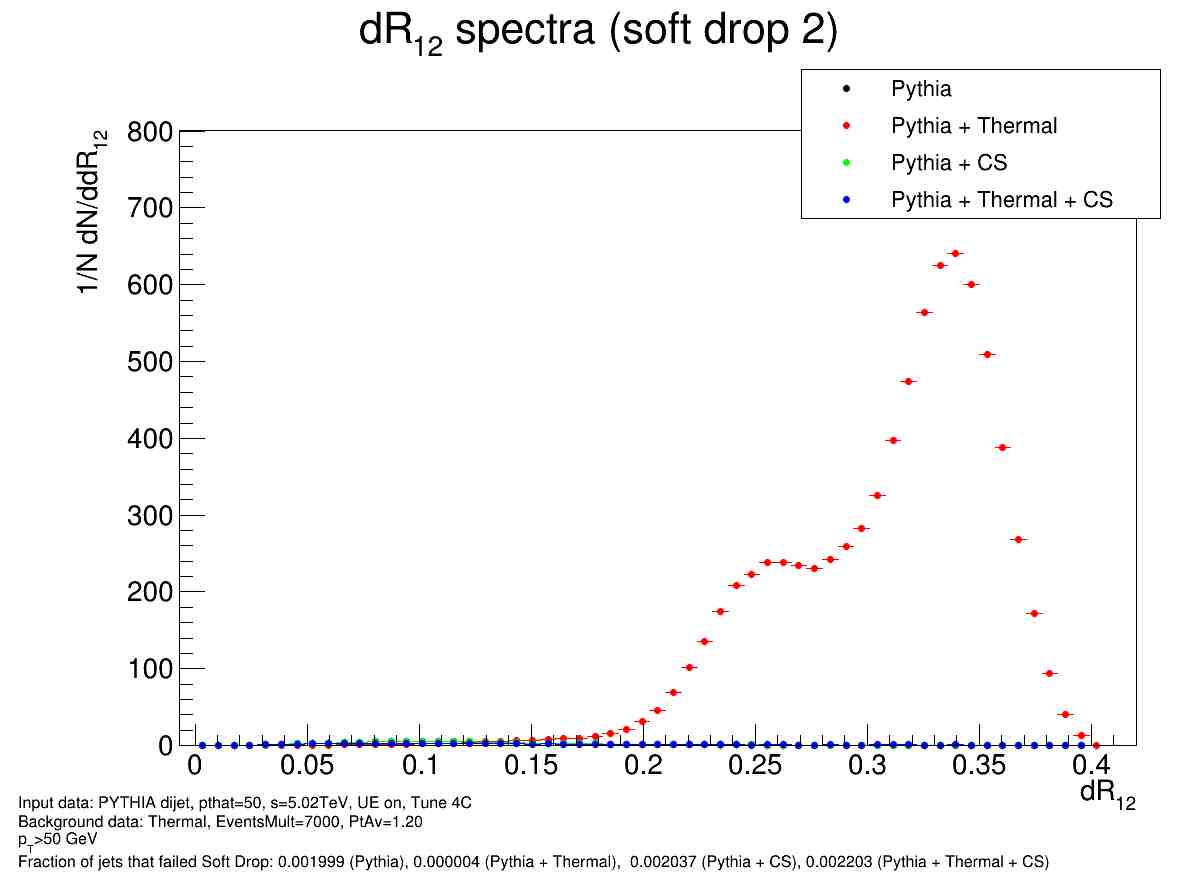 dR12 spectra (soft drop 2)
Pythia
Pythia + Thermal
Pythia + CS
Pythia + Thermal + CS
1/N dN/ddR12
800
700
600
500
400
300
200
100
0
0 0.05 0.1 0.15 0.2 0.25 0.3 0.35 0.4
dR12
Input data: PYTHIA dijet, pthat=50, s=5.02TeV, UE on, Tune 4C
Background data: Thermal, EventsMult=7000, PtAv=1.20
pT>50 GeV
Fraction of jets that failed Soft Drop: 0.001999 (Pythia), 0.000004 (Pythia + Thermal), 0.002037 (Pythia + CS), 0.002203 (Pythia + Thermal + CS)